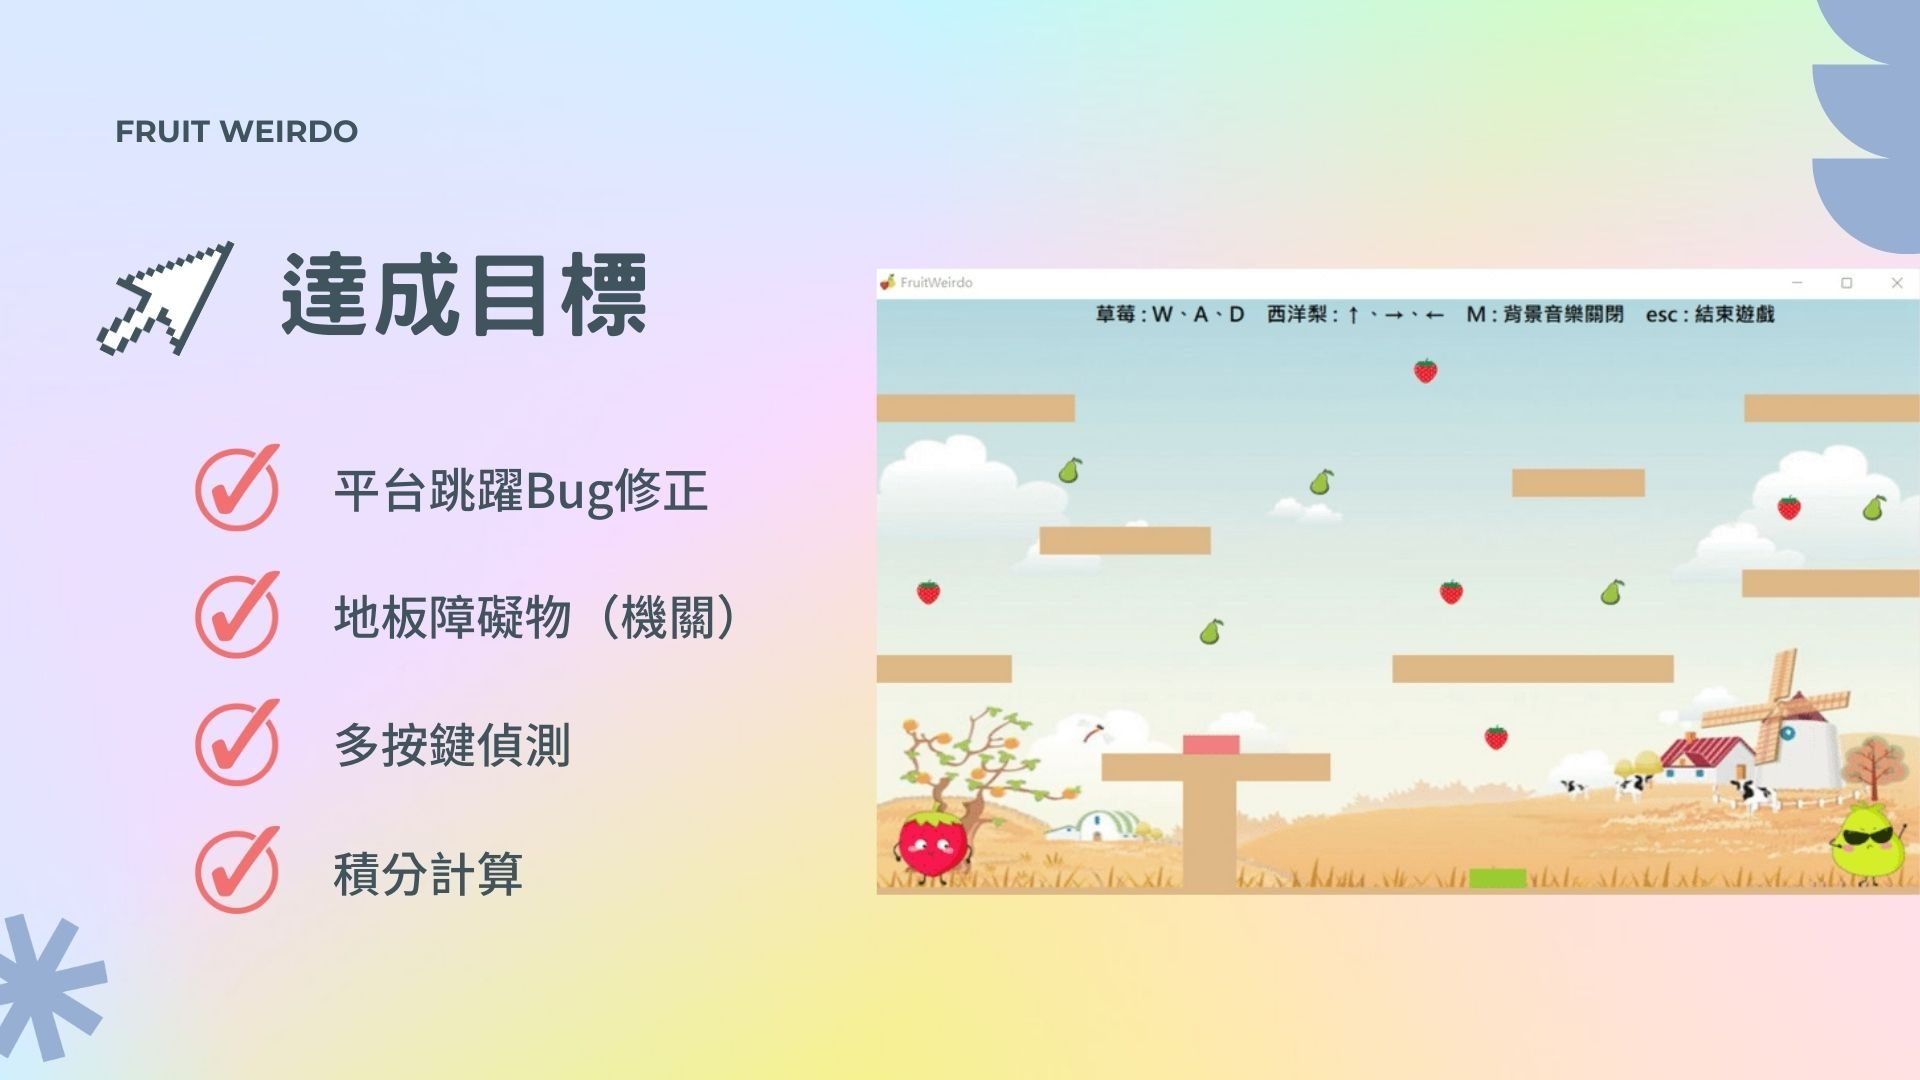 FRUIT WEIRDO
達成目標
平台跳躍Bug修正
地板障礙物（機關）
多按鍵偵測
積分計算
FruitWeirdo
草莓 : W、A、D 西洋梨 : ↑、→、← M : 背景音樂關閉 esc : 結束遊戲